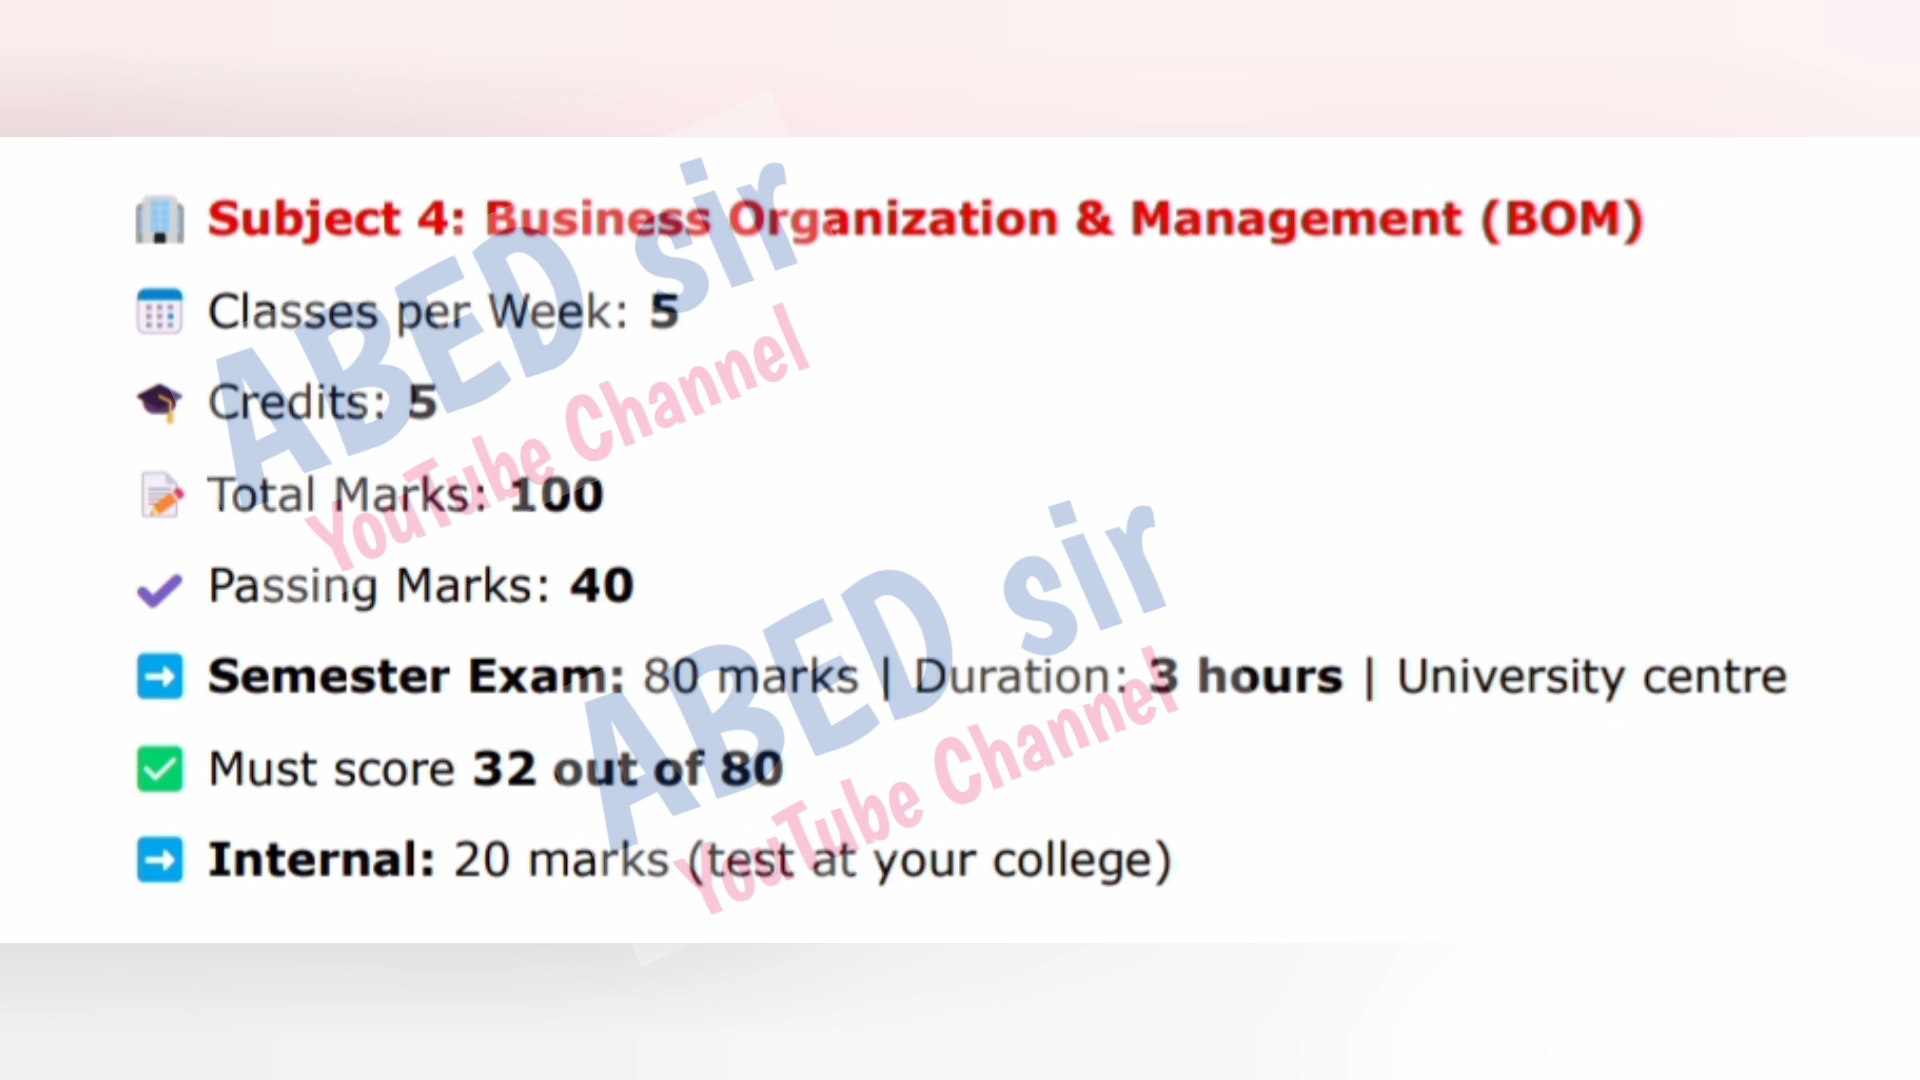 Subject 4: Business Organization & Management (BOM)
Classes per Week: 5
Credits: 5
Total Marks: 100
Passing Marks: 40
Semester Exam: 80 marks | Duration: 3 hours | University centre
Must score 32 out of 80
Internal: 20 marks (test at your college)
ABED sir
YouTube Channel
ABED sir
YouTube Channel